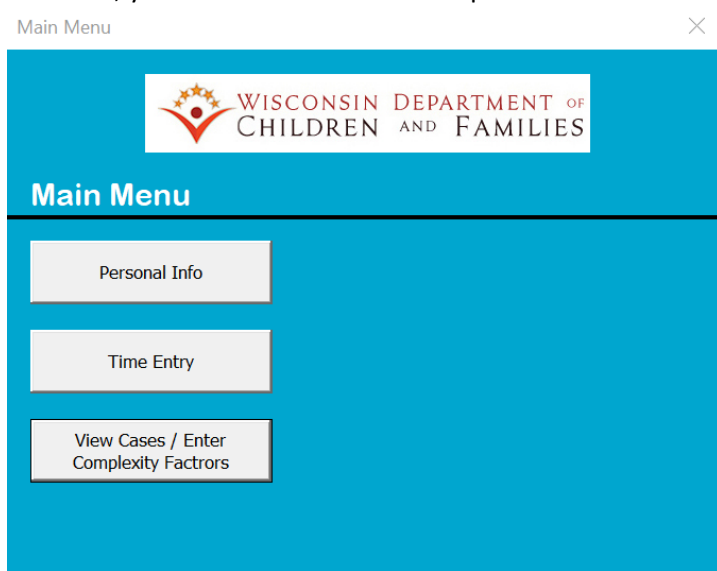 Main Menu
WISCONSIN DEPARTMENT OF
CHILDREN AND FAMILIES
Main Menu
Personal Info
Time Entry
View Cases / Enter
Complexity Factrors